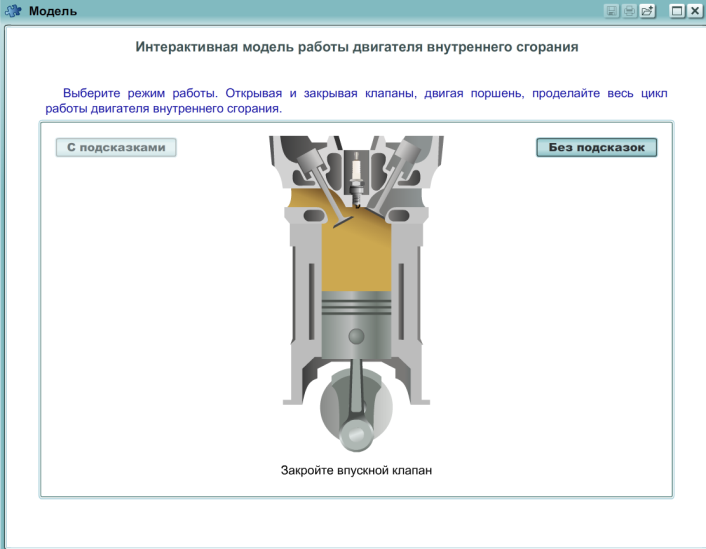 Модель
Интерактивная модель работы двигателя внутреннего сгорания
Выберите режим работы. Открывая и закрывая клапаны, двигая поршень, проделайте весь цикл
работы двигателя внутреннего сгорания.
С подсказками
Без подсказок
Закройте впускной клапан